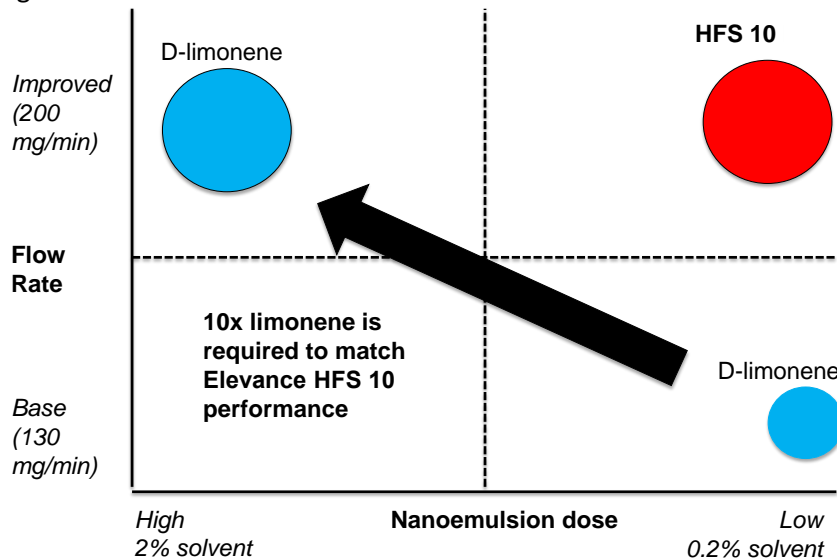 HFS 10
D-limonene
Improved
(200
mg/min)
Flow
Rate
10x limonene is
required to match
Elevance HFS 10
performance
D-limonene
Base
(130
mg/min)
High
2% solvent
Nanoemulsion dose
Low
0.2% solvent